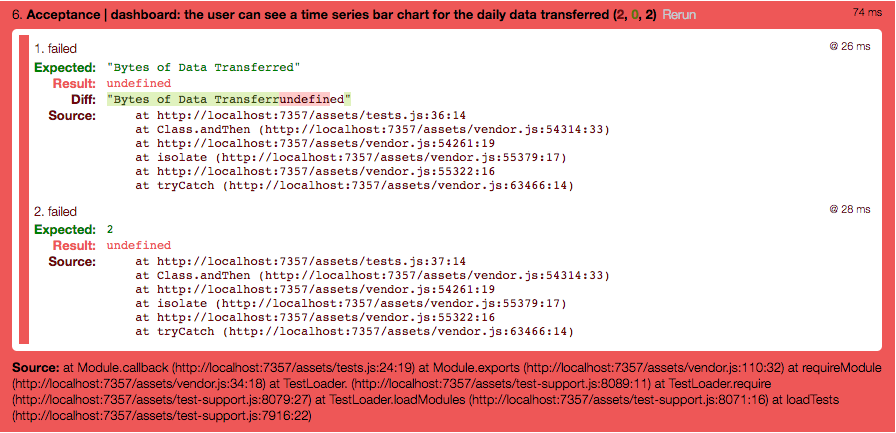 6. Acceptance | dashboard: the user can see a time series bar chart for the daily data transferred (2, 0, 2) Rerun 74 ms
1. failed @ 26 ms
Expected: "Bytes of Data Transferred"
Result: undefined
Diff: "Bytes of Data Transferrundefined"
Source: at http://localhost:7357/assets/tests.js:36:14
at Class.andThen (http://localhost:7357/assets/vendor.js:54314:33)
at http://localhost:7357/assets/vendor.js:54261:19
at isolate (http://localhost:7357/assets/vendor.js:55379:17)
at http://localhost:7357/assets/vendor.js:55322:16
at tryCatch (http://localhost:7357/assets/vendor.js:63466:14)
2. failed @ 28 ms
Expected: 2
Result: undefined
Source: at http://localhost:7357/assets/tests.js:37:14
at Class.andThen (http://localhost:7357/assets/vendor.js:54314:33)
at http://localhost:7357/assets/vendor.js:54261:19
at isolate (http://localhost:7357/assets/vendor.js:55379:17)
at http://localhost:7357/assets/vendor.js:55322:16
at tryCatch (http://localhost:7357/assets/vendor.js:63466:14)
Source: at Module.callback (http://localhost:7357/assets/tests.js:24:19) at Module.exports (http://localhost:7357/assets/vendor.js:110:32) at requireModule
(http://localhost:7357/assets/vendor.js:34:18) at TestLoader. (http://localhost:7357/assets/test-support.js:8089:11) at TestLoader.require
(http://localhost:7357/assets/test-support.js:8079:27) at TestLoader.loadModules (http://localhost:7357/assets/test-support.js:8071:16) at loadTests
(http://localhost:7357/assets/test-support.js:7916:22)